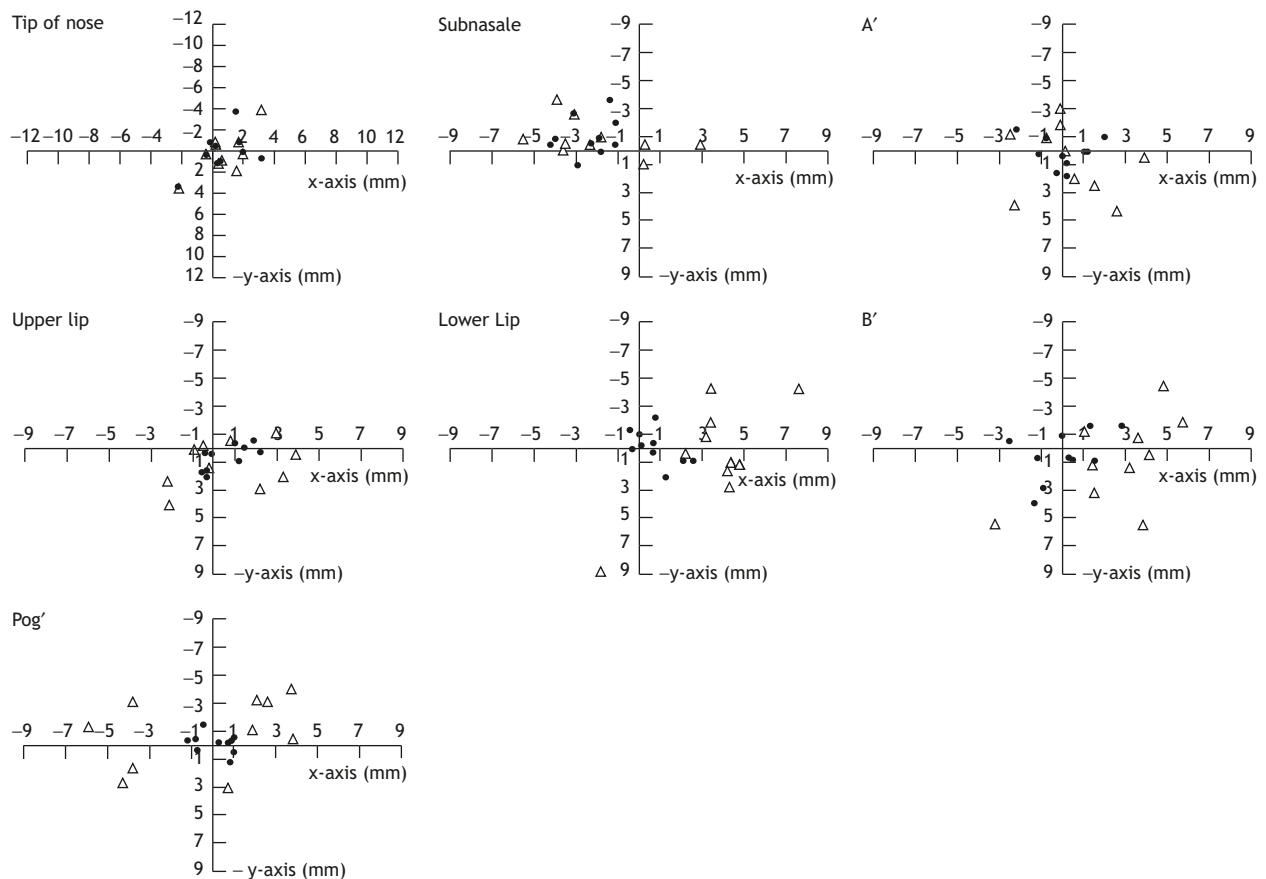 Tip of nose
−12
−10
−8
−6
−4
−2
−12 −10 −8 −6 −4 2 4 6 8 10 12
2
x-axis (mm)
4
6
8
10
12 −y-axis (mm)
Subnasale
−9
−7
−5
−3
−9 −7 −5 −3 −1 1 3 5 7 9
1
x-axis (mm)
3
5
7
9 −y-axis (mm)
A′
−9
−7
−5
−3
−9 −7 −5 −3 −1 1 3 5 7 9
1
x-axis (mm)
3
5
7
9 −y-axis (mm)
Upper lip
−9
−7
−5
−3
−9 −7 −5 −3 −1 1 3 5 7 9
1
x-axis (mm)
3
5
7
9 −y-axis (mm)
Lower Lip
−9
−7
−5
−3
−9 −7 −5 −3 −1 1 3 5 7 9
1
x-axis (mm)
3
5
7
9 −y-axis (mm)
B′
−9
−7
−5
−3
−9 −7 −5 −3 −1 1 3 5 7 9
1
x-axis (mm)
3
5
7
9 −y-axis (mm)
Pog′
−9
−7
−5
−3
−9 −7 −5 −3 −1 1 3 5 7 9
1
x-axis (mm)
3
5
7
9 − y-axis (mm)